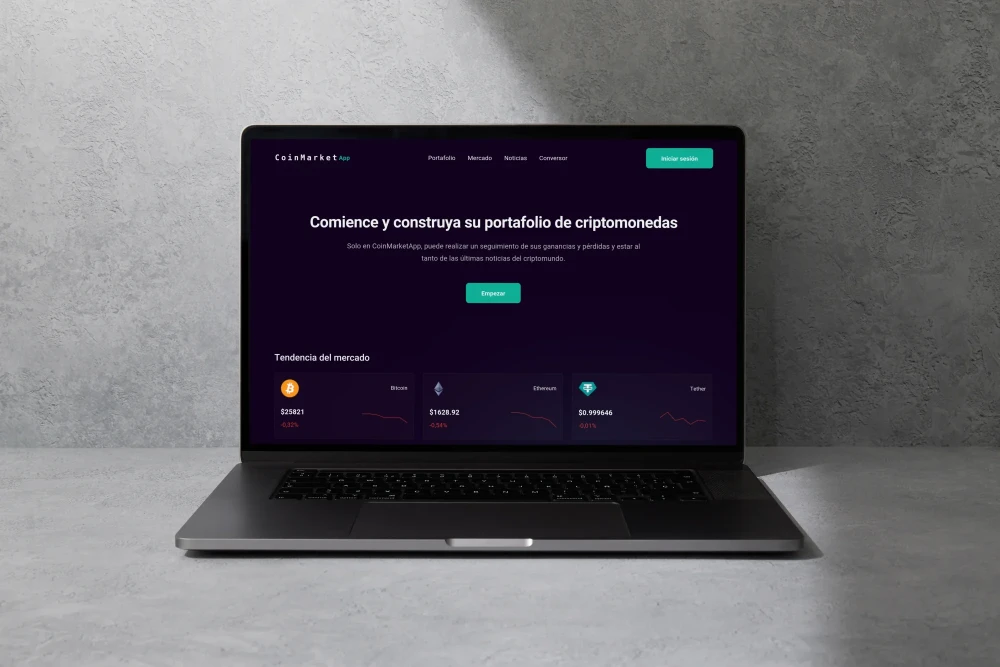 CoinMarket App
Portafolio Mercado Noticias Conversor
Iniciar sesión
Comience y construya su portafolio de criptomonedas
Solo en CoinMarketApp, puede realizar un seguimiento de sus ganancias y pérdidas y estar al
tanto de las últimas noticias del criptomundo.
Empezar
Tendencia del mercado
Bitcoin
$25821
-0,32%
Ethereum
$1628.92
-0,54%
Tether
$0.999646
-0,01%